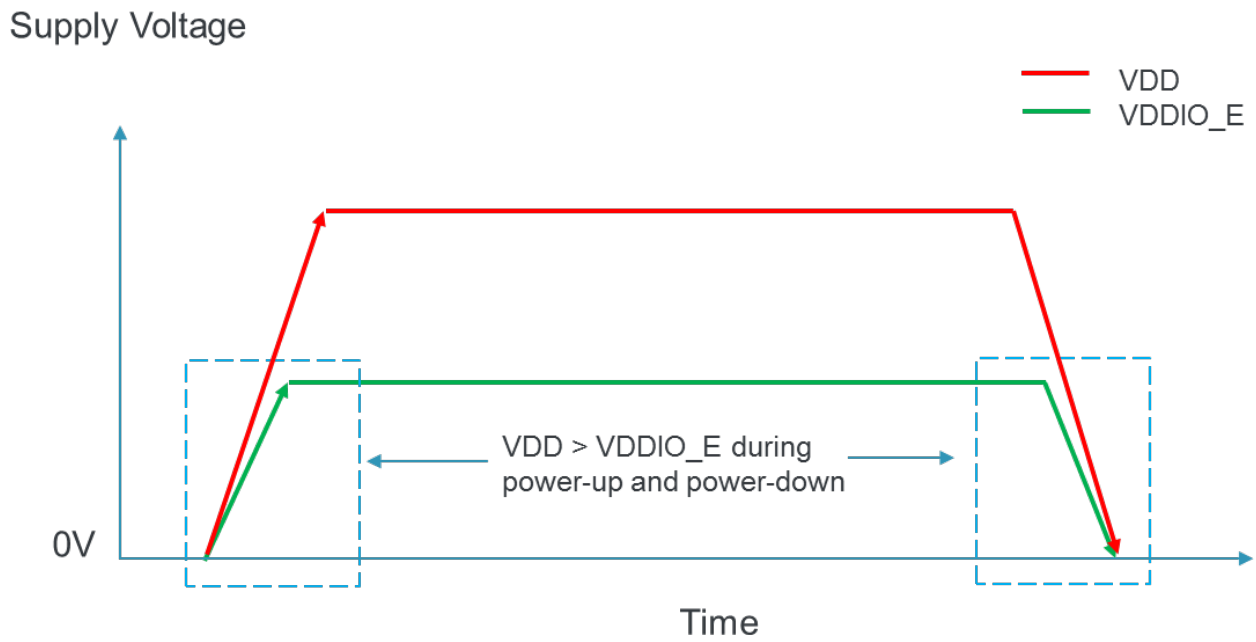 Supply Voltage
VDD
VDDIO_E
VDD > VDDIO_E during
power-up and power-down
0V
Time